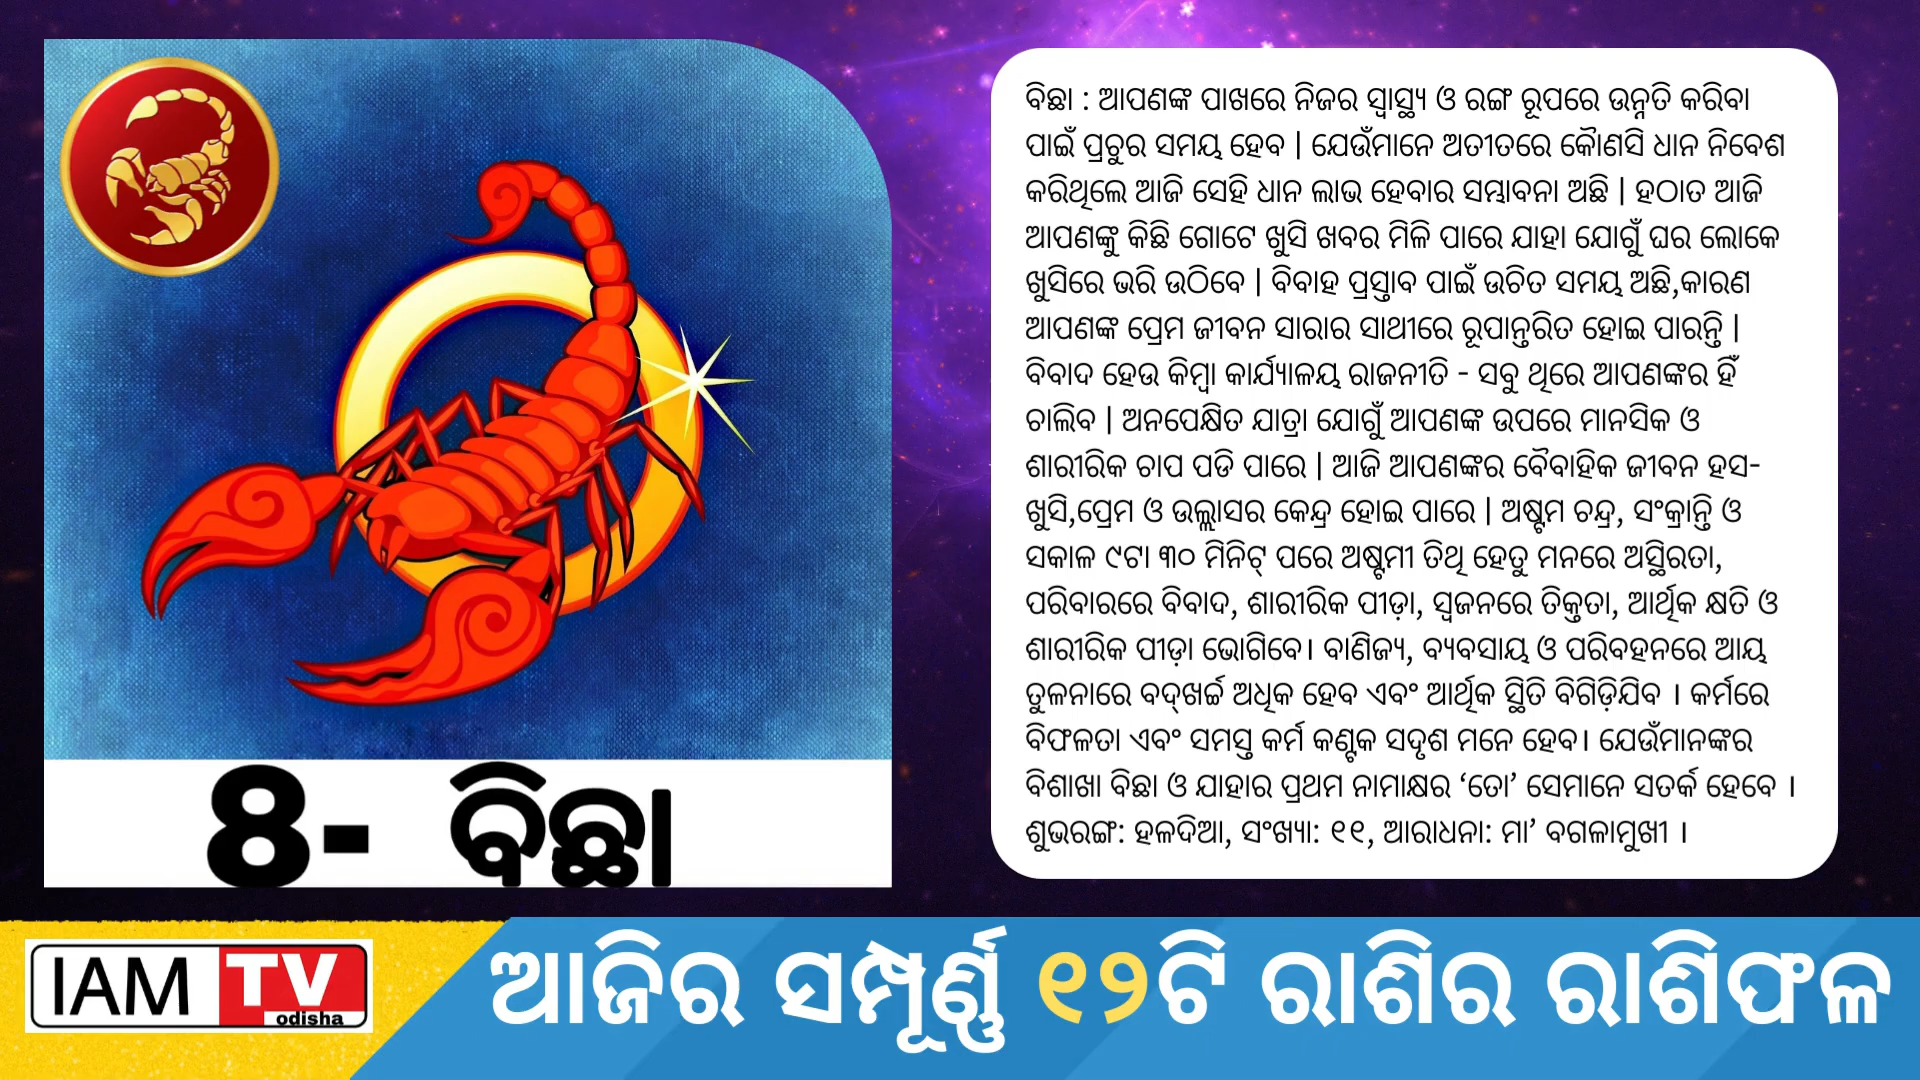 ବିଛା : ଆପଣଙ୍କ ପାଖରେ ନିଜର ସ୍ୱାସ୍ଥ୍ୟ ଓ ରଙ୍ଗ ରୂପରେ ଉନ୍ନତି କରିବା
ପାଇଁ ପ୍ରଚୁର ସମୟ ହେବ | ଯେଉଁମାନେ ଅତୀତରେ କୌଣସି ଧାନ ନିବେଶ
କରିଥିଲେ ଆଜି ସେହି ଧାନ ଲାଭ ହେବାର ସମ୍ଭାବନା ଅଛି | ହଠାତ ଆଜି
ଆପଣଙ୍କୁ କିଛି ଗୋଟେ ଖୁସି ଖବର ମିଳି ପାରେ ଯାହା ଯୋଗୁଁ ଘର ଲୋକେ
ଖୁସିରେ ଭରି ଉଠିବେ | ବିବାହ ପ୍ରସ୍ତାବ ପାଇଁ ଉଚିତ ସମୟ ଅଛି,କାରଣ
ଆପଣଙ୍କ ପ୍ରେମ ଜୀବନ ସାରାର ସାଥୀରେ ରୂପାନ୍ତରିତ ହୋଇ ପାରନ୍ତି |
ବିବାଦ ହେଉ କିମ୍ବା କାର୍ଯ୍ୟାଳୟ ରାଜନୀତି - ସବୁ ଥିରେ ଆପଣଙ୍କର ହିଁ
ଚାଲିବ | ଅନପେକ୍ଷିତ ଯାତ୍ରା ଯୋଗୁଁ ଆପଣଙ୍କ ଉପରେ ମାନସିକ ଓ
ଶାରୀରିକ ଚାପ ପଡି ପାରେ | ଆଜି ଆପଣଙ୍କର ବୈବାହିକ ଜୀବନ ହସ-
ଖୁସି,ପ୍ରେମ ଓ ଉଲ୍ଲାସର କେନ୍ଦ୍ର ହୋଇ ପାରେ | ଅଷ୍ଟମ ଚନ୍ଦ୍ର, ସଂକ୍ରାନ୍ତି ଓ
ସକାଳ ୯ଟା ୩୦ ମିନିଟ୍ ପରେ ଅଷ୍ଟମୀ ତିଥି ହେତୁ ମନରେ ଅସ୍ଥିରତା,
ପରିବାରରେ ବିବାଦ, ଶାରୀରିକ ପୀଡ଼ା, ସ୍ୱଜନରେ ତିକ୍ତତା, ଆର୍ଥିକ କ୍ଷତି ଓ
ଶାରୀରିକ ପୀଡ଼ା ଭୋଗିବେ। ବାଣିଜ୍ୟ, ବ୍ୟବସାୟ ଓ ପରିବହନରେ ଆୟ
ତୁଳନାରେ ବଦ୍‌ଖର୍ଚ୍ଚ ଅଧିକ ହେବ ଏବଂ ଆର୍ଥିକ ସ୍ଥିତି ବିଗିଡ଼ିଯିବ । କର୍ମରେ
ବିଫଳତା ଏବଂ ସମସ୍ତ କର୍ମ କଣ୍ଟକ ସଦୃଶ ମନେ ହେବ। ଯେଉଁମାନଙ୍କର
ବିଶାଖା ବିଛା ଓ ଯାହାର ପ୍ରଥମ ନାମାକ୍ଷର ‘ତୋ’ ସେମାନେ ସତର୍କ ହେବେ ।
ଶୁଭରଙ୍ଗ: ହଳଦିଆ, ସଂଖ୍ୟା: ୧୧, ଆରାଧନା: ମା’ ବଗଳାମୁଖୀ ।
8- ବିଛା
IAM TV
odisha
ଆଜିର ସମ୍ପୂର୍ଣ୍ଣ ୧୨ଟି ରାଶିର ରାଶିଫଳ